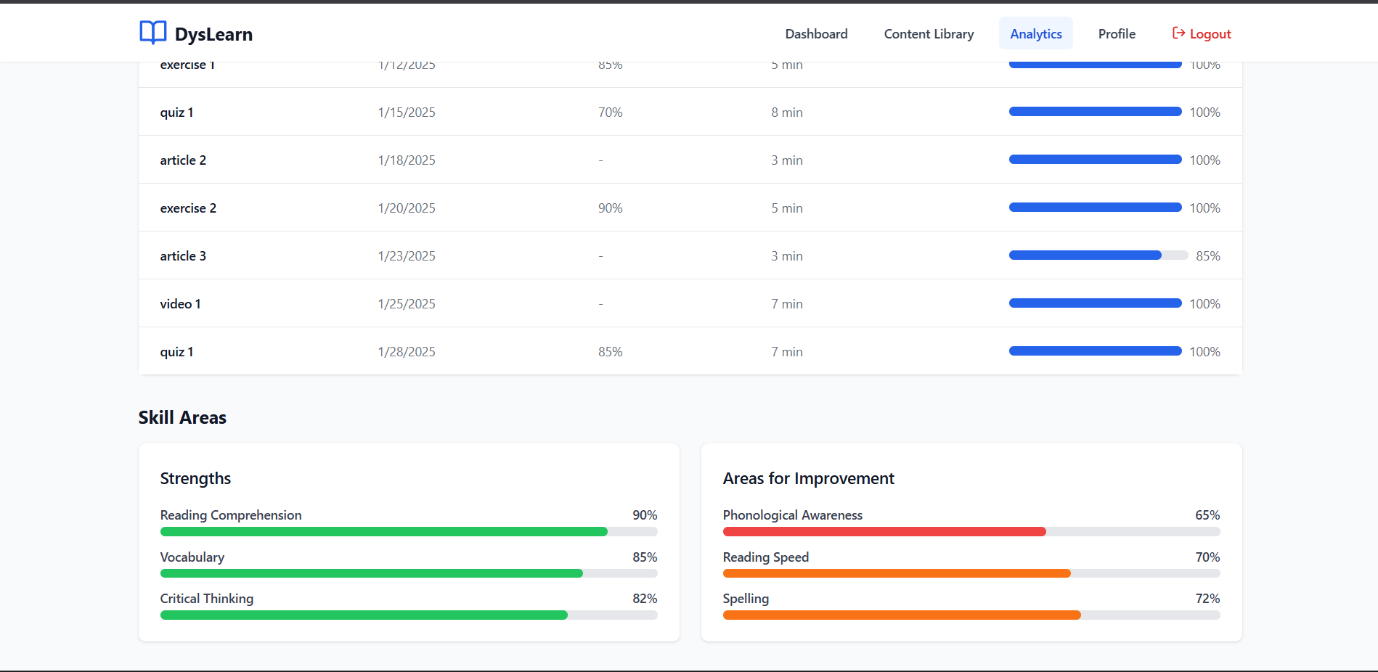 DysLearn Dashboard Content Library Analytics Profile Logout
exercise 1 1/12/2025 85% 5 min 100%
quiz 1 1/15/2025 70% 8 min 100%
article 2 1/18/2025 - 3 min 100%
exercise 2 1/20/2025 90% 5 min 100%
article 3 1/23/2025 - 3 min 85%
video 1 1/25/2025 - 7 min 100%
quiz 1 1/28/2025 85% 7 min 100%
Skill Areas
Strengths
Reading Comprehension 90%
Vocabulary 85%
Critical Thinking 82%
Areas for Improvement
Phonological Awareness 65%
Reading Speed 70%
Spelling 72%